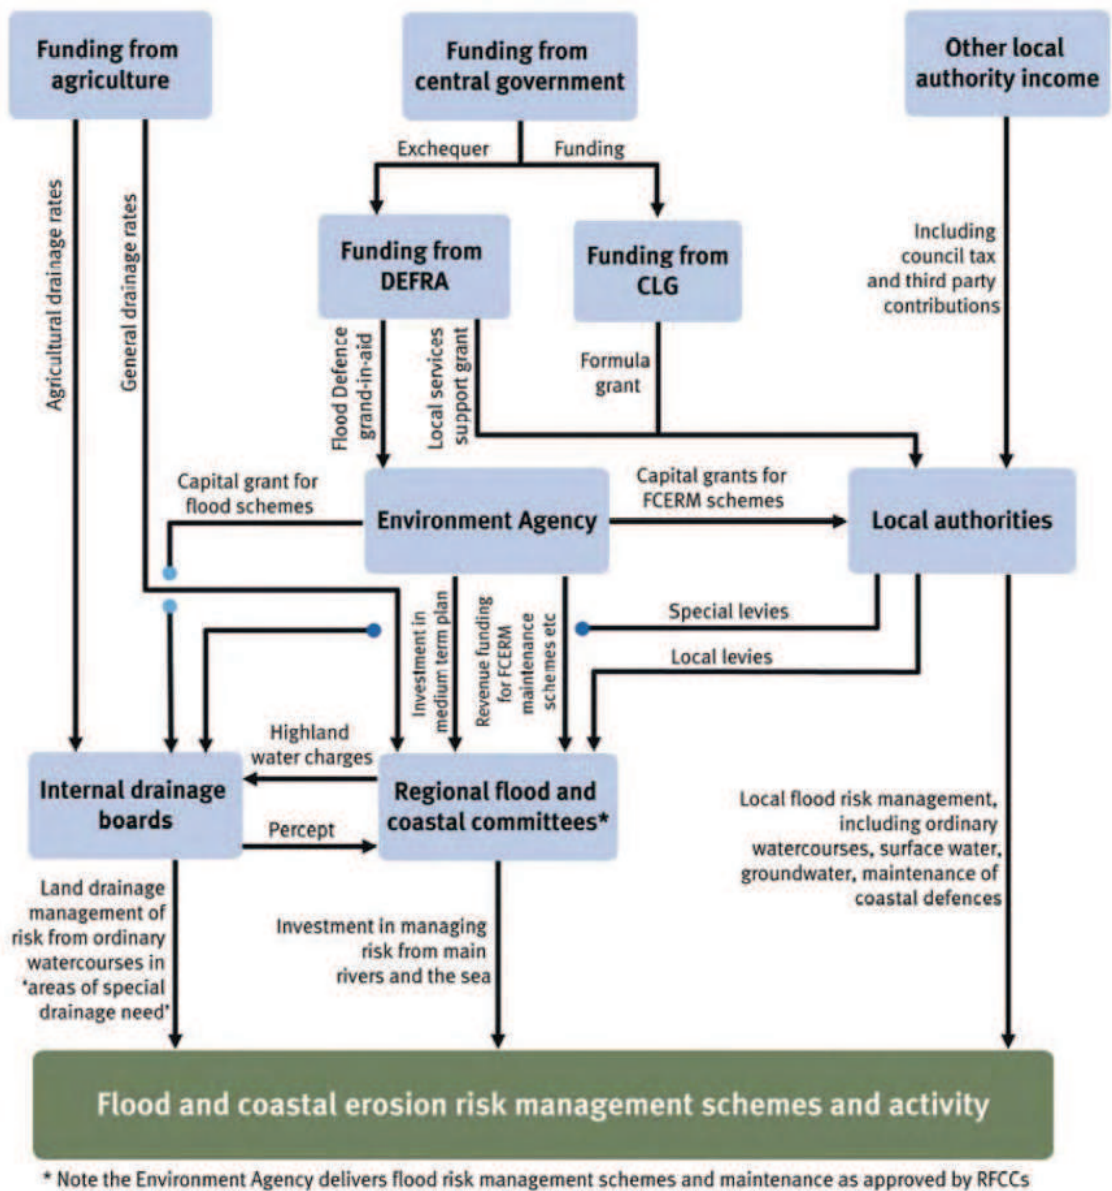 Funding from
agriculture
Funding from
central government
Other local
authority income
Exchequer
Funding
Agricultural drainage rates
General drainage rates
Funding from
DEFRA
Funding from
CLG
Including
council tax
and third party
contributions
Flood Defence
grand-in-aid
Local services
support grant
Formula
grant
Capital grant for
flood schemes
Environment Agency
Capital grants for
FCERM schemes
Local authorities
Investment in
medium term plan
Revenue funding
for FCERM
maintenance
schemes etc
Special levies
Local levies
Highland
water charges
Internal drainage
boards
Regional flood and
coastal committees*
Percept
Local flood risk management,
including ordinary
watercourses, surface water,
groundwater, maintenance of
coastal defences
Land drainage
management of
risk from ordinary
watercourses in
'areas of special
drainage need'
Investment in managing
risk from main
rivers and the sea
Flood and coastal erosion risk management schemes and activity
* Note the Environment Agency delivers flood risk management schemes and maintenance as approved by RFCCs